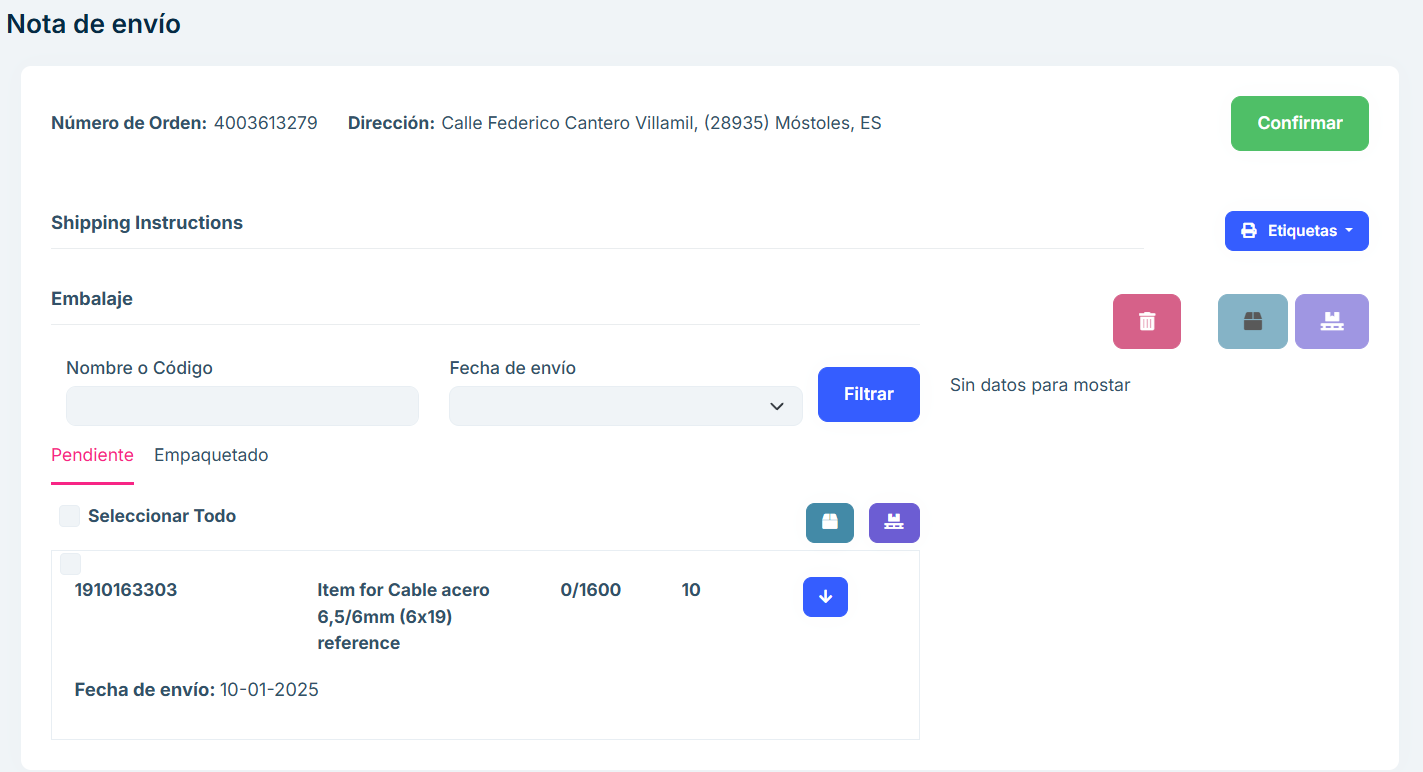 Nota de envío
Número de Orden: 4003613279 Dirección: Calle Federico Cantero Villamil, (28935) Móstoles, ES
Confirmar
Shipping Instructions
Etiquetas
Embalaje
Nombre o Código
Fecha de envío
Filtrar
Sin datos para mostar
Pendiente Empaquetado
Seleccionar Todo
1910163303 Item for Cable acero 0/1600 10
6,5/6mm (6x19)
reference
Fecha de envío: 10-01-2025